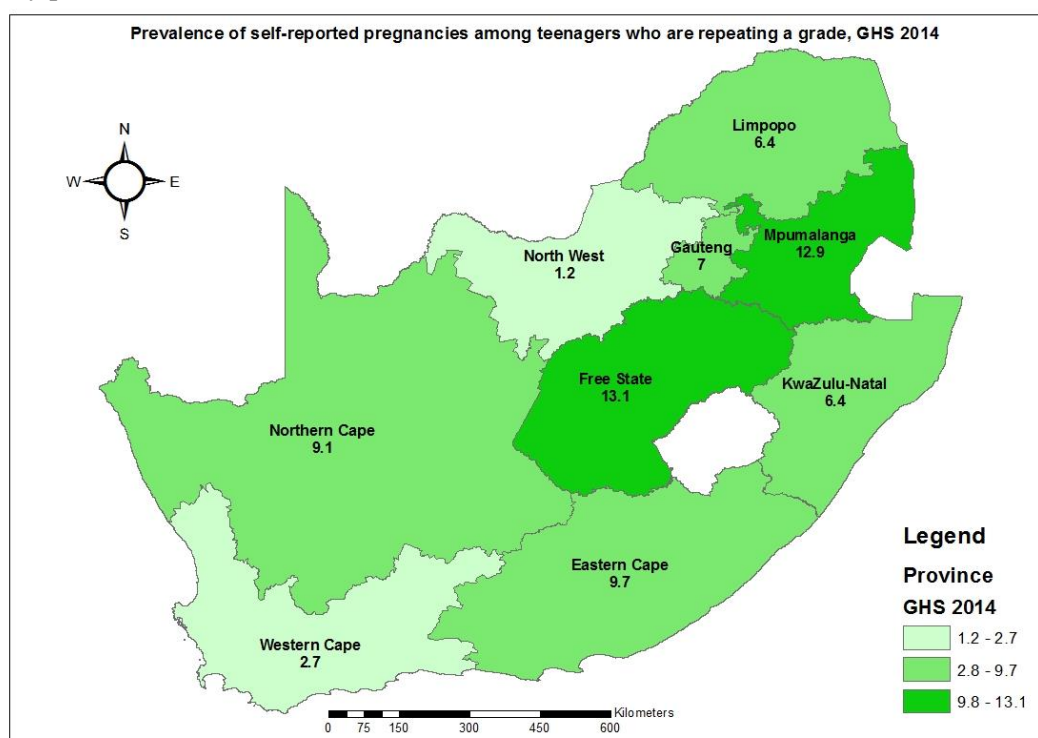 Prevalence of self-reported pregnancies among teenagers who are repeating a grade, GHS 2014
N
W
E
S
Limpopo
6.4
Mpumalanga
12.9
Gauteng
7
North West
1.2
Free State
13.1
KwaZulu-Natal
6.4
Northern Cape
9.1
Eastern Cape
9.7
Western Cape
2.7
Legend
Province
GHS 2014
1.2 - 2.7
2.8 - 9.7
9.8 - 13.1
Kilometers
0 75 150 300 450 600